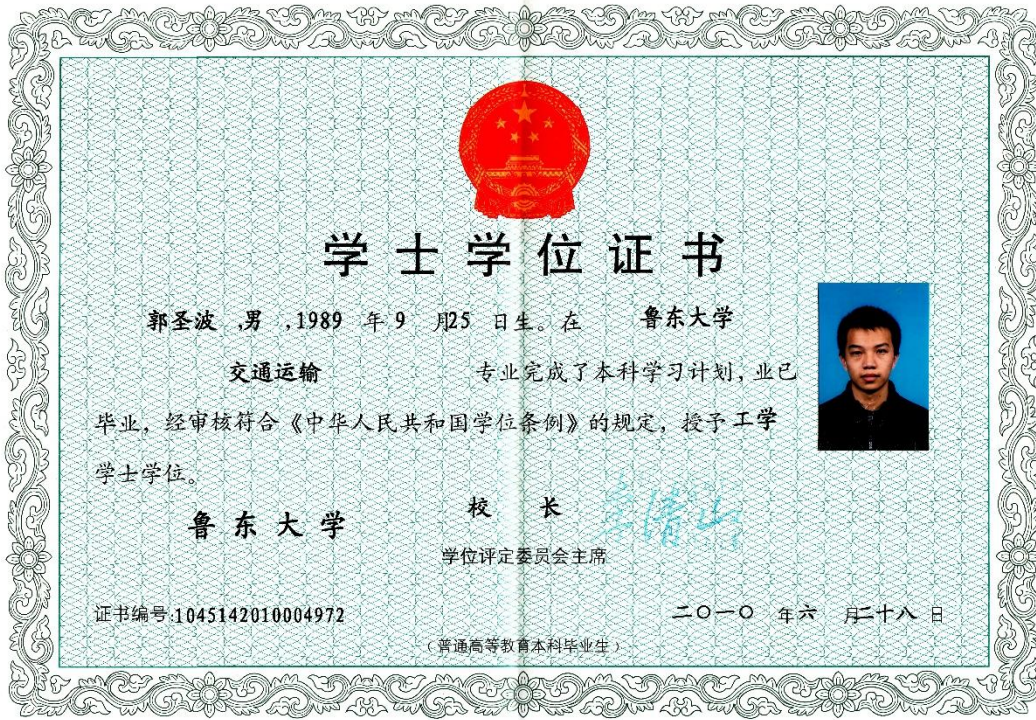 学士学位证书
郭圣波 ,男 ,1989 年 9 月25 日生。在 鲁东大学
交通运输 专业完成了本科学习计划，业已
毕业，经审核符合《中华人民共和国学位条例》的规定，授予 工学
学士学位。
鲁东大学 校 长 李清山
学位评定委员会主席
证书编号:1045142010004972 二〇一〇 年六 月二十八 日
（普通高等教育本科毕业生）